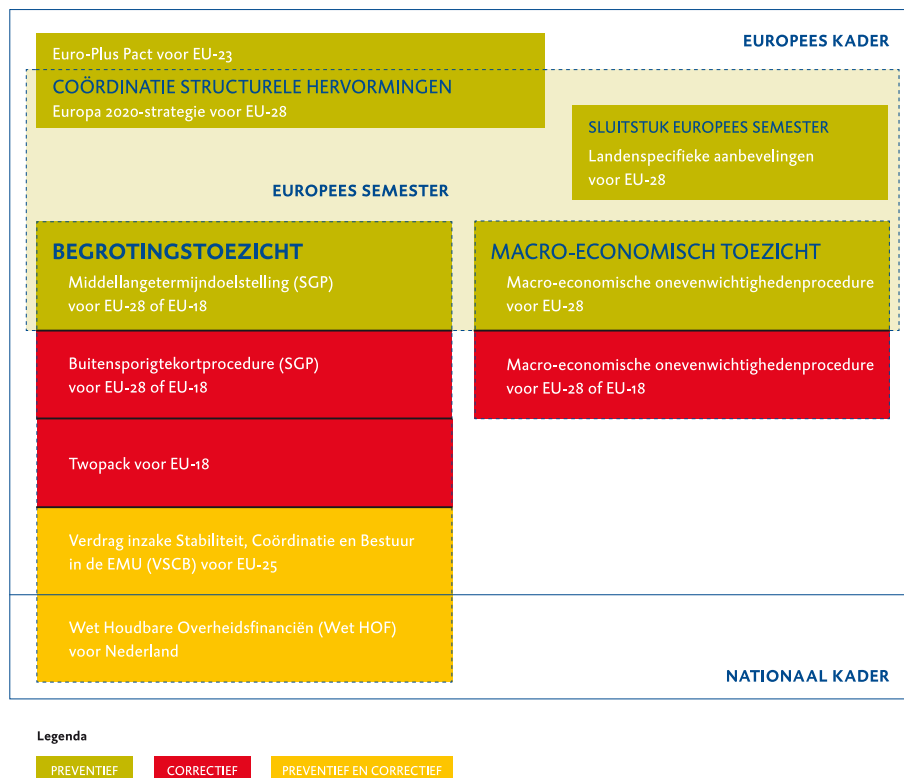 EUROPEES KADER
Euro-Plus Pact voor EU-23
COÖRDINATIE STRUCTURELE HERVORMINGEN
Europa 2020-strategie voor EU-28
SLUITSTUK EUROPEES SEMESTER
Landenspecifieke aanbevelingen
voor EU-28
EUROPEES SEMESTER
BEGROTINGSTOEZICHT
Middellangetermijndoelstelling (SGP)
voor EU-28 of EU-18
MACRO-ECONOMISCH TOEZICHT
Macro-economische onevenwichtighedenprocedure
voor EU-28
Buitensporigtekortprocedure (SGP)
voor EU-28 of EU-18
Macro-economische onevenwichtighedenprocedure
voor EU-28 of EU-18
Twopack voor EU-18
Verdrag inzake Stabiliteit, Coördinatie en Bestuur
in de EMU (VSCB) voor EU-25
Wet Houdbare Overheidsfinanciën (Wet HOF)
voor Nederland
NATIONAAL KADER
Legenda
PREVENTIEF
CORRECTIEF
PREVENTIEF EN CORRECTIEF